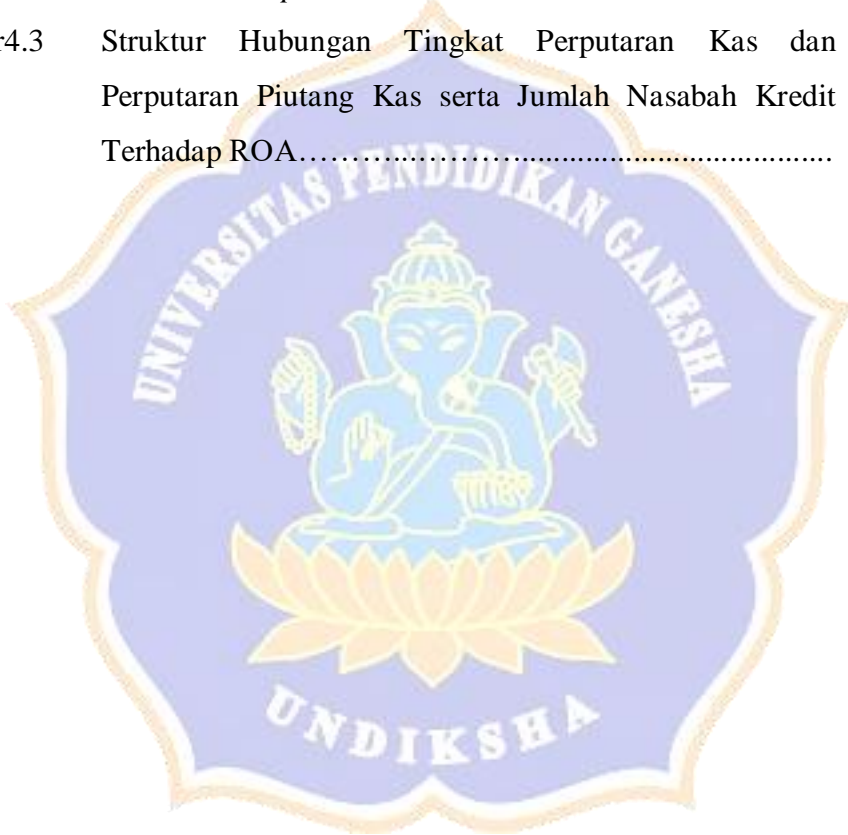 r4.3 Struktur Hubungan Tingkat Perputaran Kas dan
Perputaran Piutang Kas serta Jumlah Nasabah Kredit
Terhadap ROA………...………….......................................
UNIVERSITAS PENDIDIKAN GANESHA
UNDIKSHA